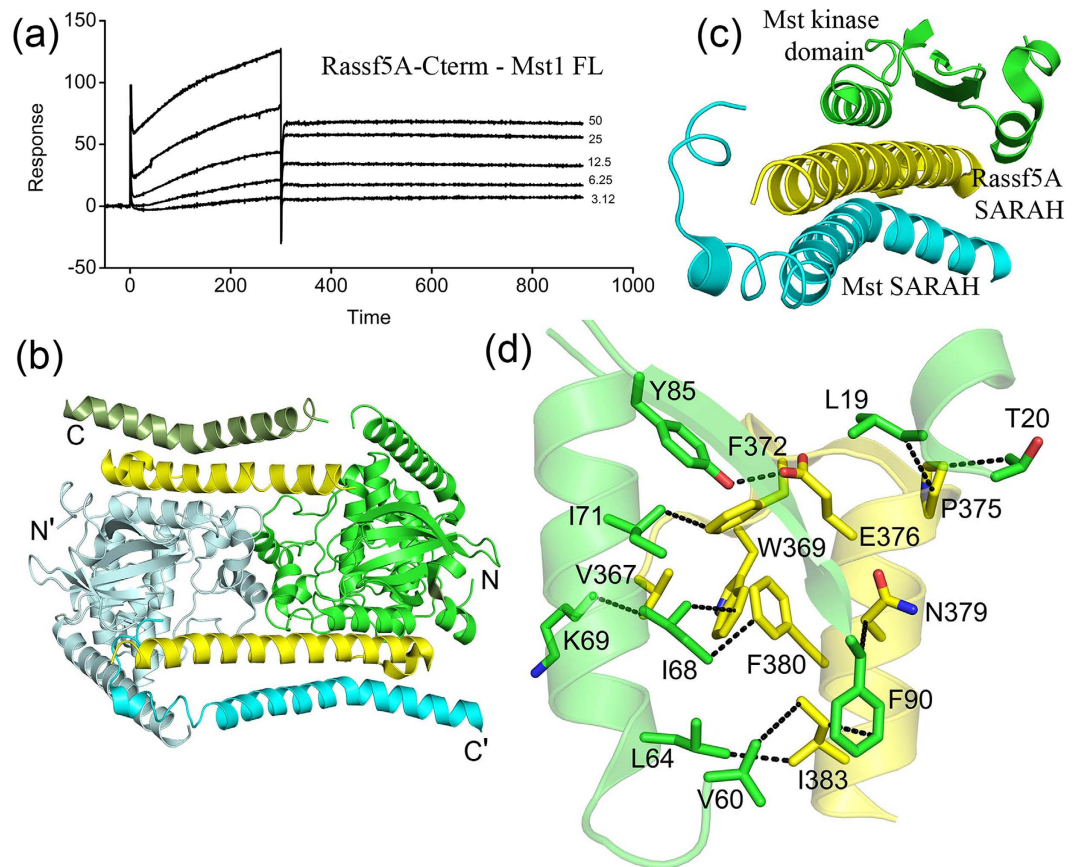 (a)
Rassf5A-Cterm - Mst1 FL
Response
150
100
50
0
-50
50
25
12.5
6.25
3.12
0
200
400
600
800
1000
Time
(c)
Mst kinase
domain
Rassf5A
SARAH
Mst SARAH
(b)
C
N'
N
C'
(d)
Y85
L19
T20
F372
P375
I71
E376
W369
V367
N379
K69
I68
F380
F90
L64
I383
V60